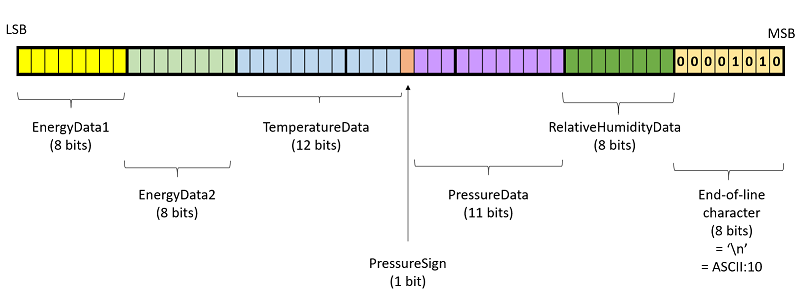 LSB
MSB
0 0 0 0 1 0 1 0
EnergyData1
(8 bits)
TemperatureData
(12 bits)
RelativeHumidityData
(8 bits)
EnergyData2
(8 bits)
PressureData
(11 bits)
End-of-line
character
(8 bits)
= '\n'
= ASCII:10
PressureSign
(1 bit)